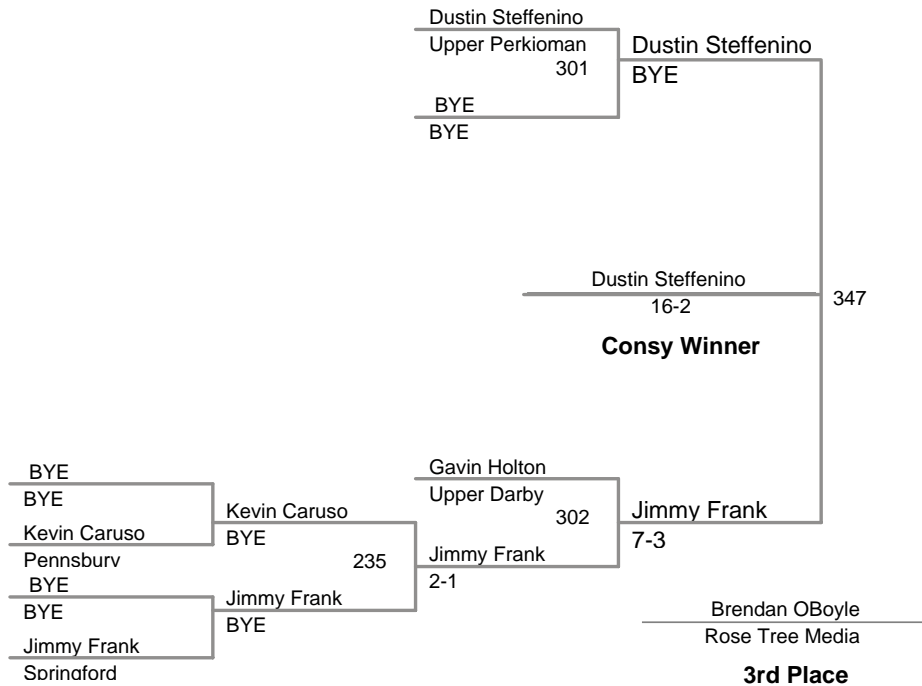 Dustin Steffenino
Upper Perkioman
301
BYE
BYE
Dustin Steffenino
BYE
Dustin Steffenino
16-2
Consy Winner
347
BYE
BYE
Kevin Caruso
Pennsbury
BYE
BYE
Jimmy Frank
Springford
Kevin Caruso
BYE
235
Jimmy Frank
BYE
Gavin Holton
Upper Darby
302
Jimmy Frank
2-1
Jimmy Frank
7-3
Brendan OBoyle
Rose Tree Media
3rd Place